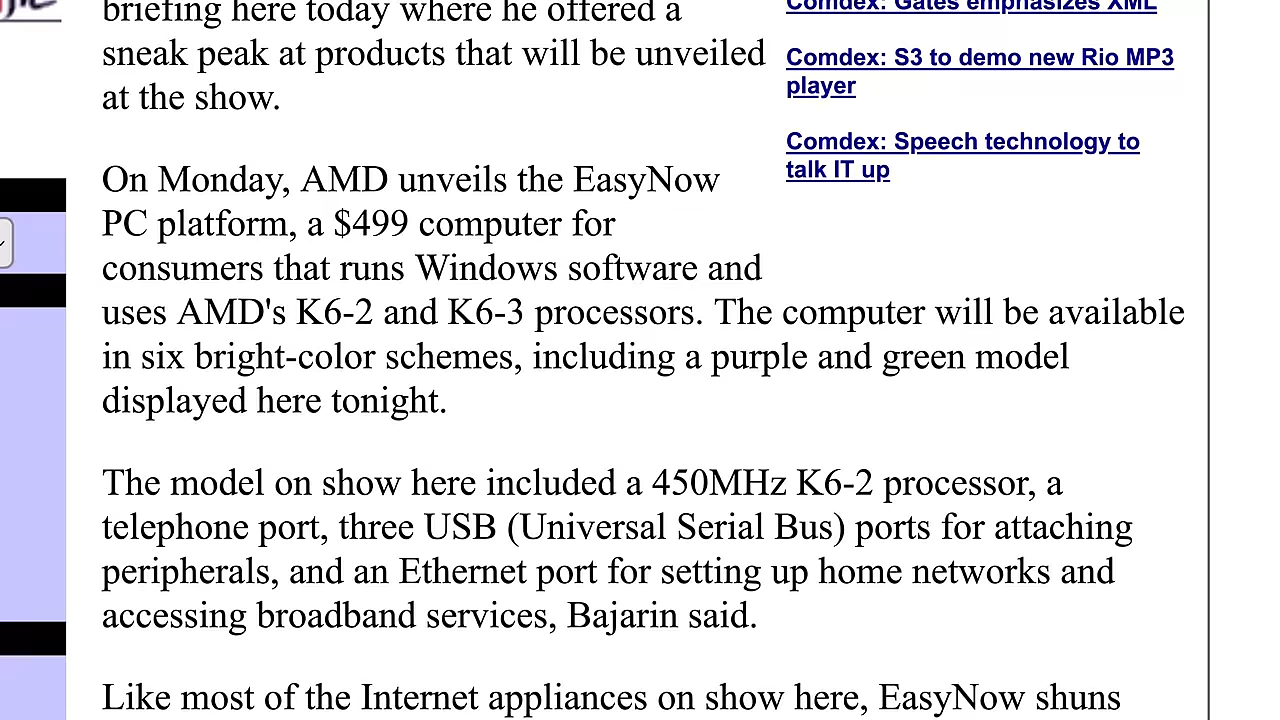 briefing here today where he offered a
sneak peak at products that will be unveiled
at the show.
On Monday, AMD unveils the EasyNow
PC platform, a $499 computer for
consumers that runs Windows software and
uses AMD's K6-2 and K6-3 processors. The computer will be available
in six bright-color schemes, including a purple and green model
displayed here tonight.
The model on show here included a 450MHz K6-2 processor, a
telephone port, three USB (Universal Serial Bus) ports for attaching
peripherals, and an Ethernet port for setting up home networks and
accessing broadband services, Bajarin said.
Like most of the Internet appliances on show here, EasyNow shuns
Comdex: Gates emphasizes XML
Comdex: S3 to demo new Rio MP3
player
Comdex: Speech technology to
talk IT up